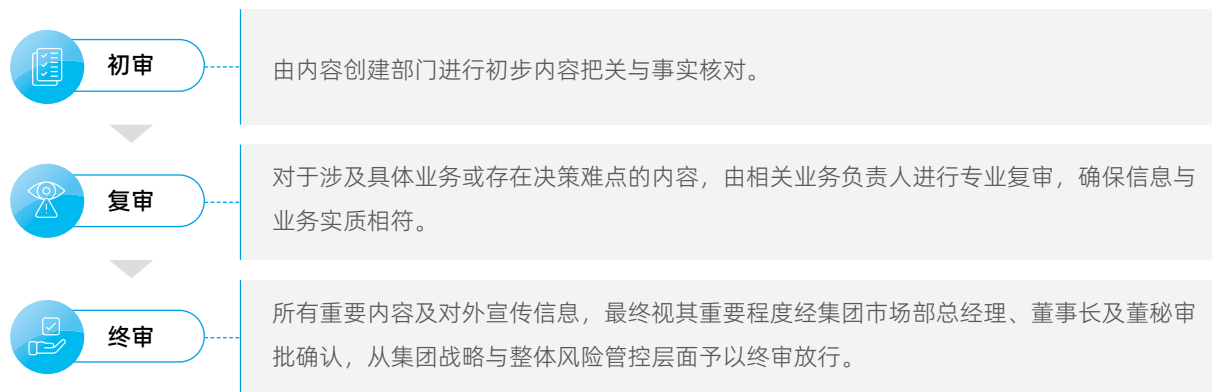 初审
由内容创建部门进行初步内容把关与事实核对。
复审
对于涉及具体业务或存在决策难点的内容，由相关业务负责人进行专业复审，确保信息与
业务实质相符。
终审
所有重要内容及对外宣传信息，最终视其重要程度经集团市场部总经理、董事长及董秘审
批确认，从集团战略与整体风险管控层面予以终审放行。